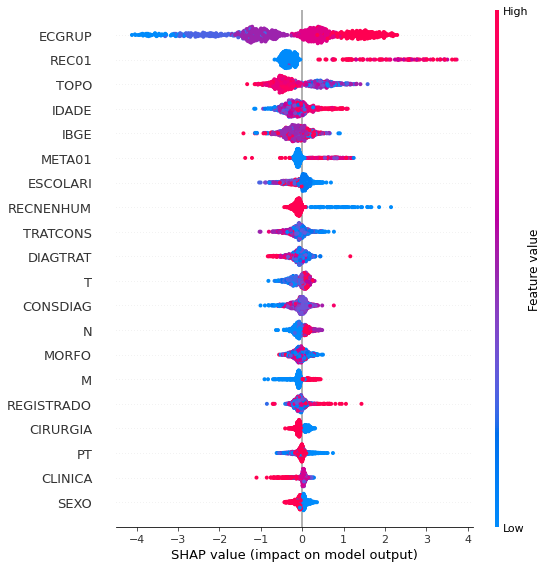 High
ECGRUP
REC01
TOPO
IDADE
IBGE
META01
ESCOLARI
RECNENHUM
TRATCONS
DIAGTRAT
T
CONSDIAG
N
MORFO
M
REGISTRADO
CIRURGIA
PT
CLINICA
SEXO
Feature value
Low
−4 −3 −2 −1 0 1 2 3 4
SHAP value (impact on model output)